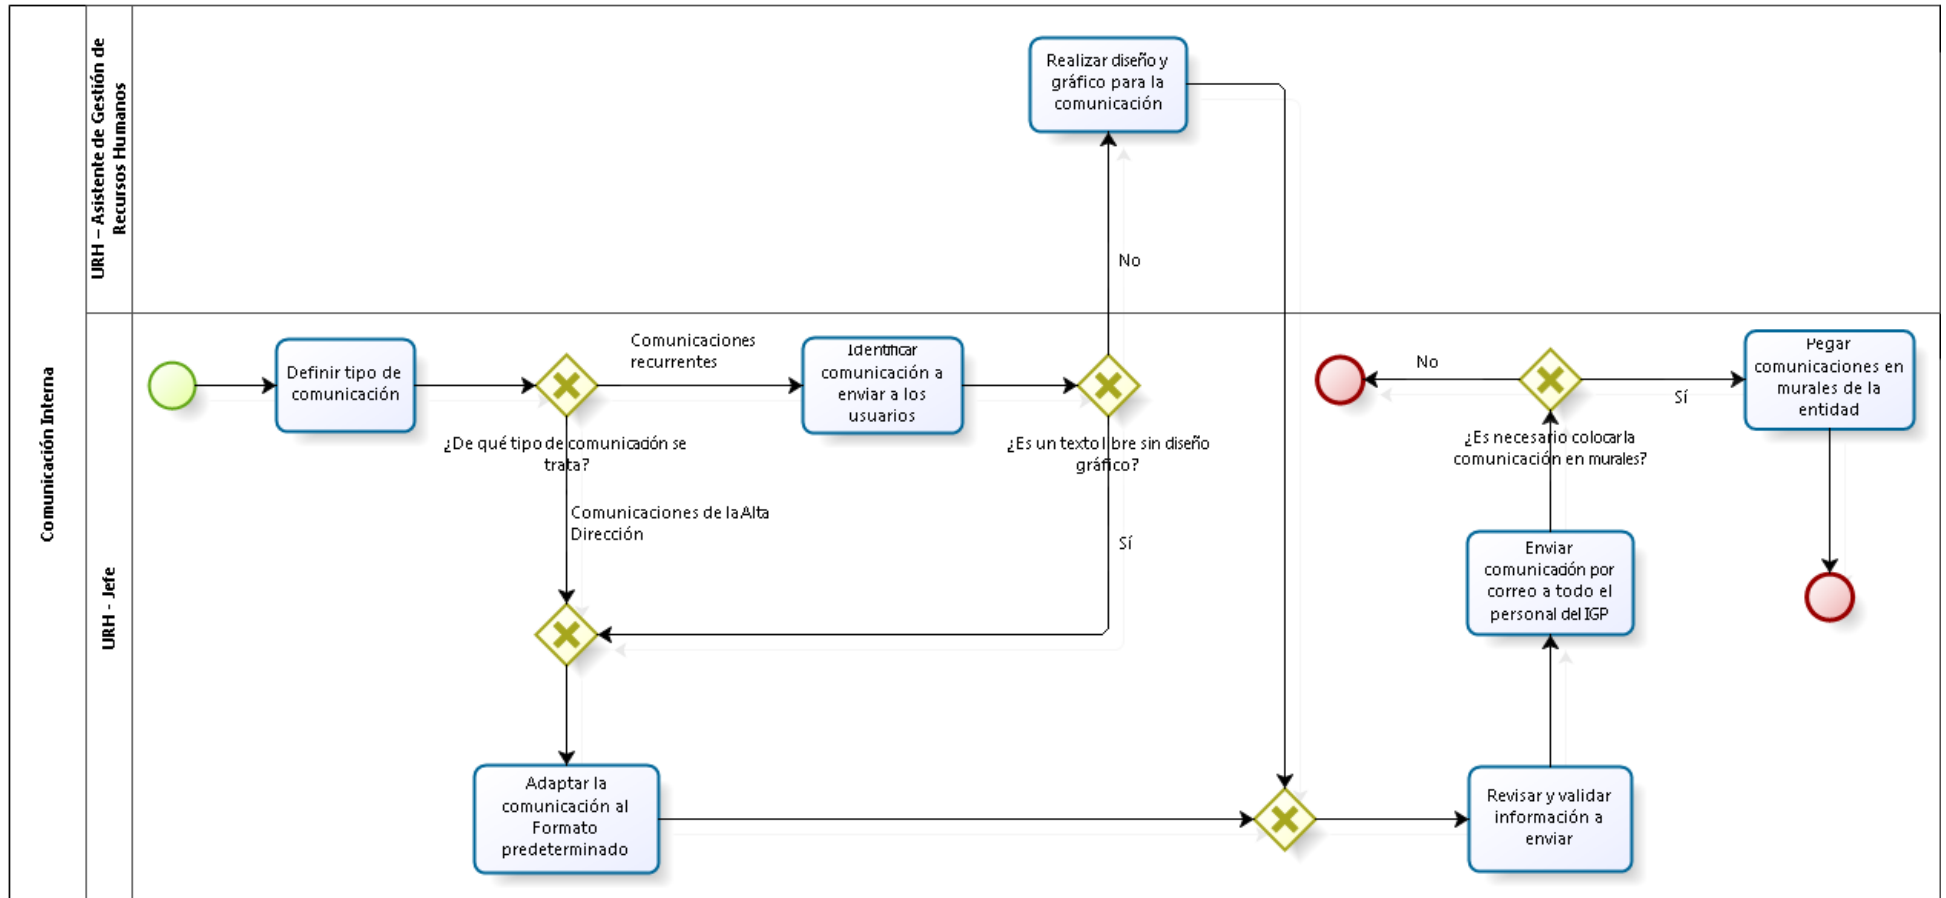 Comunicación Interna
URH – Asistente de Gestión de
Recursos Humanos
URH - Jefe
Realizar diseño y
gráfico para la
comunicación
No
Definir tipo de
comunicación
¿De qué tipo de comunicación se
trata?
Comunicaciones
recurrentes
Identificar
comunicación a
enviar a los
usuarios
¿Es un texto libre sin diseño
gráfico?
Comunicaciones de la Alta
Dirección
Sí
Adaptar la
comunicación al
Formato
predeterminado
Revisar y validar
información a
enviar
Enviar
comunicación por
correo a todo el
personal del IGP
¿Es necesario colocar la
comunicación en murales?
No
Sí
Pegar
comunicaciones en
murales de la
entidad